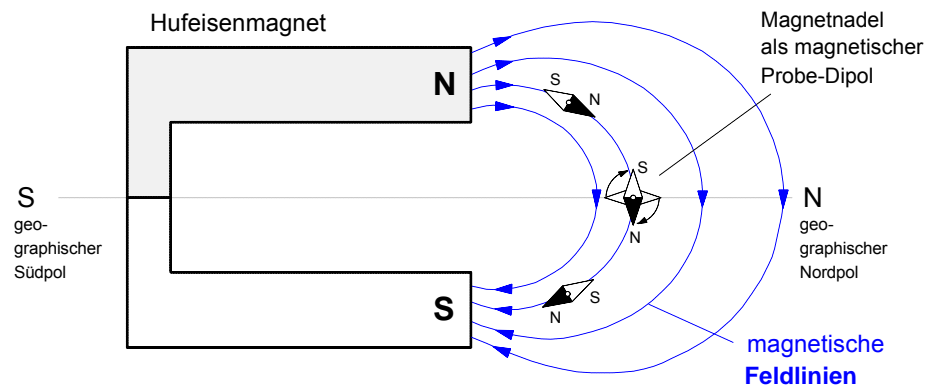 Hufeisenmagnet
Magnetnadel
als magnetischer
Probe-Dipol
N
S
N
S
N
S
geo-
graphischer
Südpol
N
geo-
graphischer
Nordpol
S
N
S
magnetische
Feldlinien